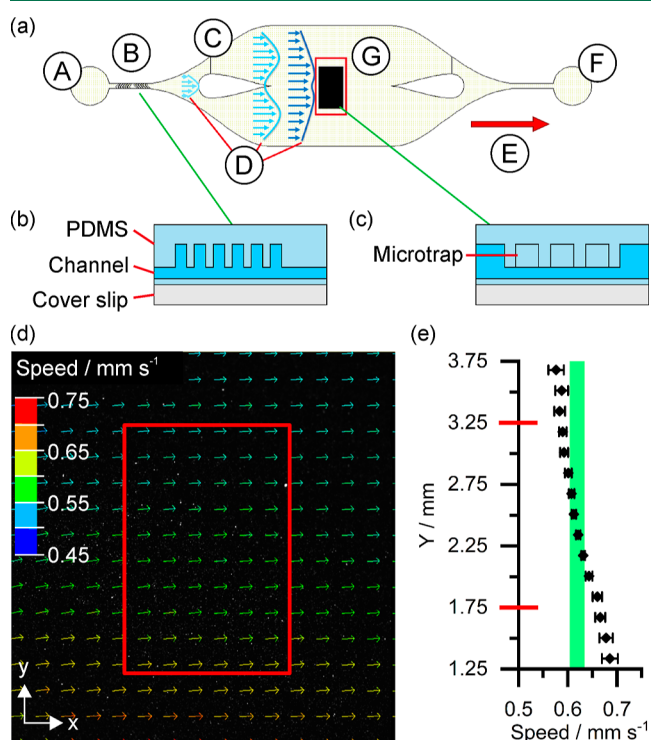 (a)
A
B
C
D
G
F
E
(b)
PDMS
Channel
Cover slip
(c)
Microtrap
(d)
Speed / mm s⁻¹
0.75
0.65
0.55
0.45
y
x
(e)
Y / mm
3.75
3.25
2.75
2.25
1.75
1.25
0.5 0.6 0.7
Speed / mm s⁻¹